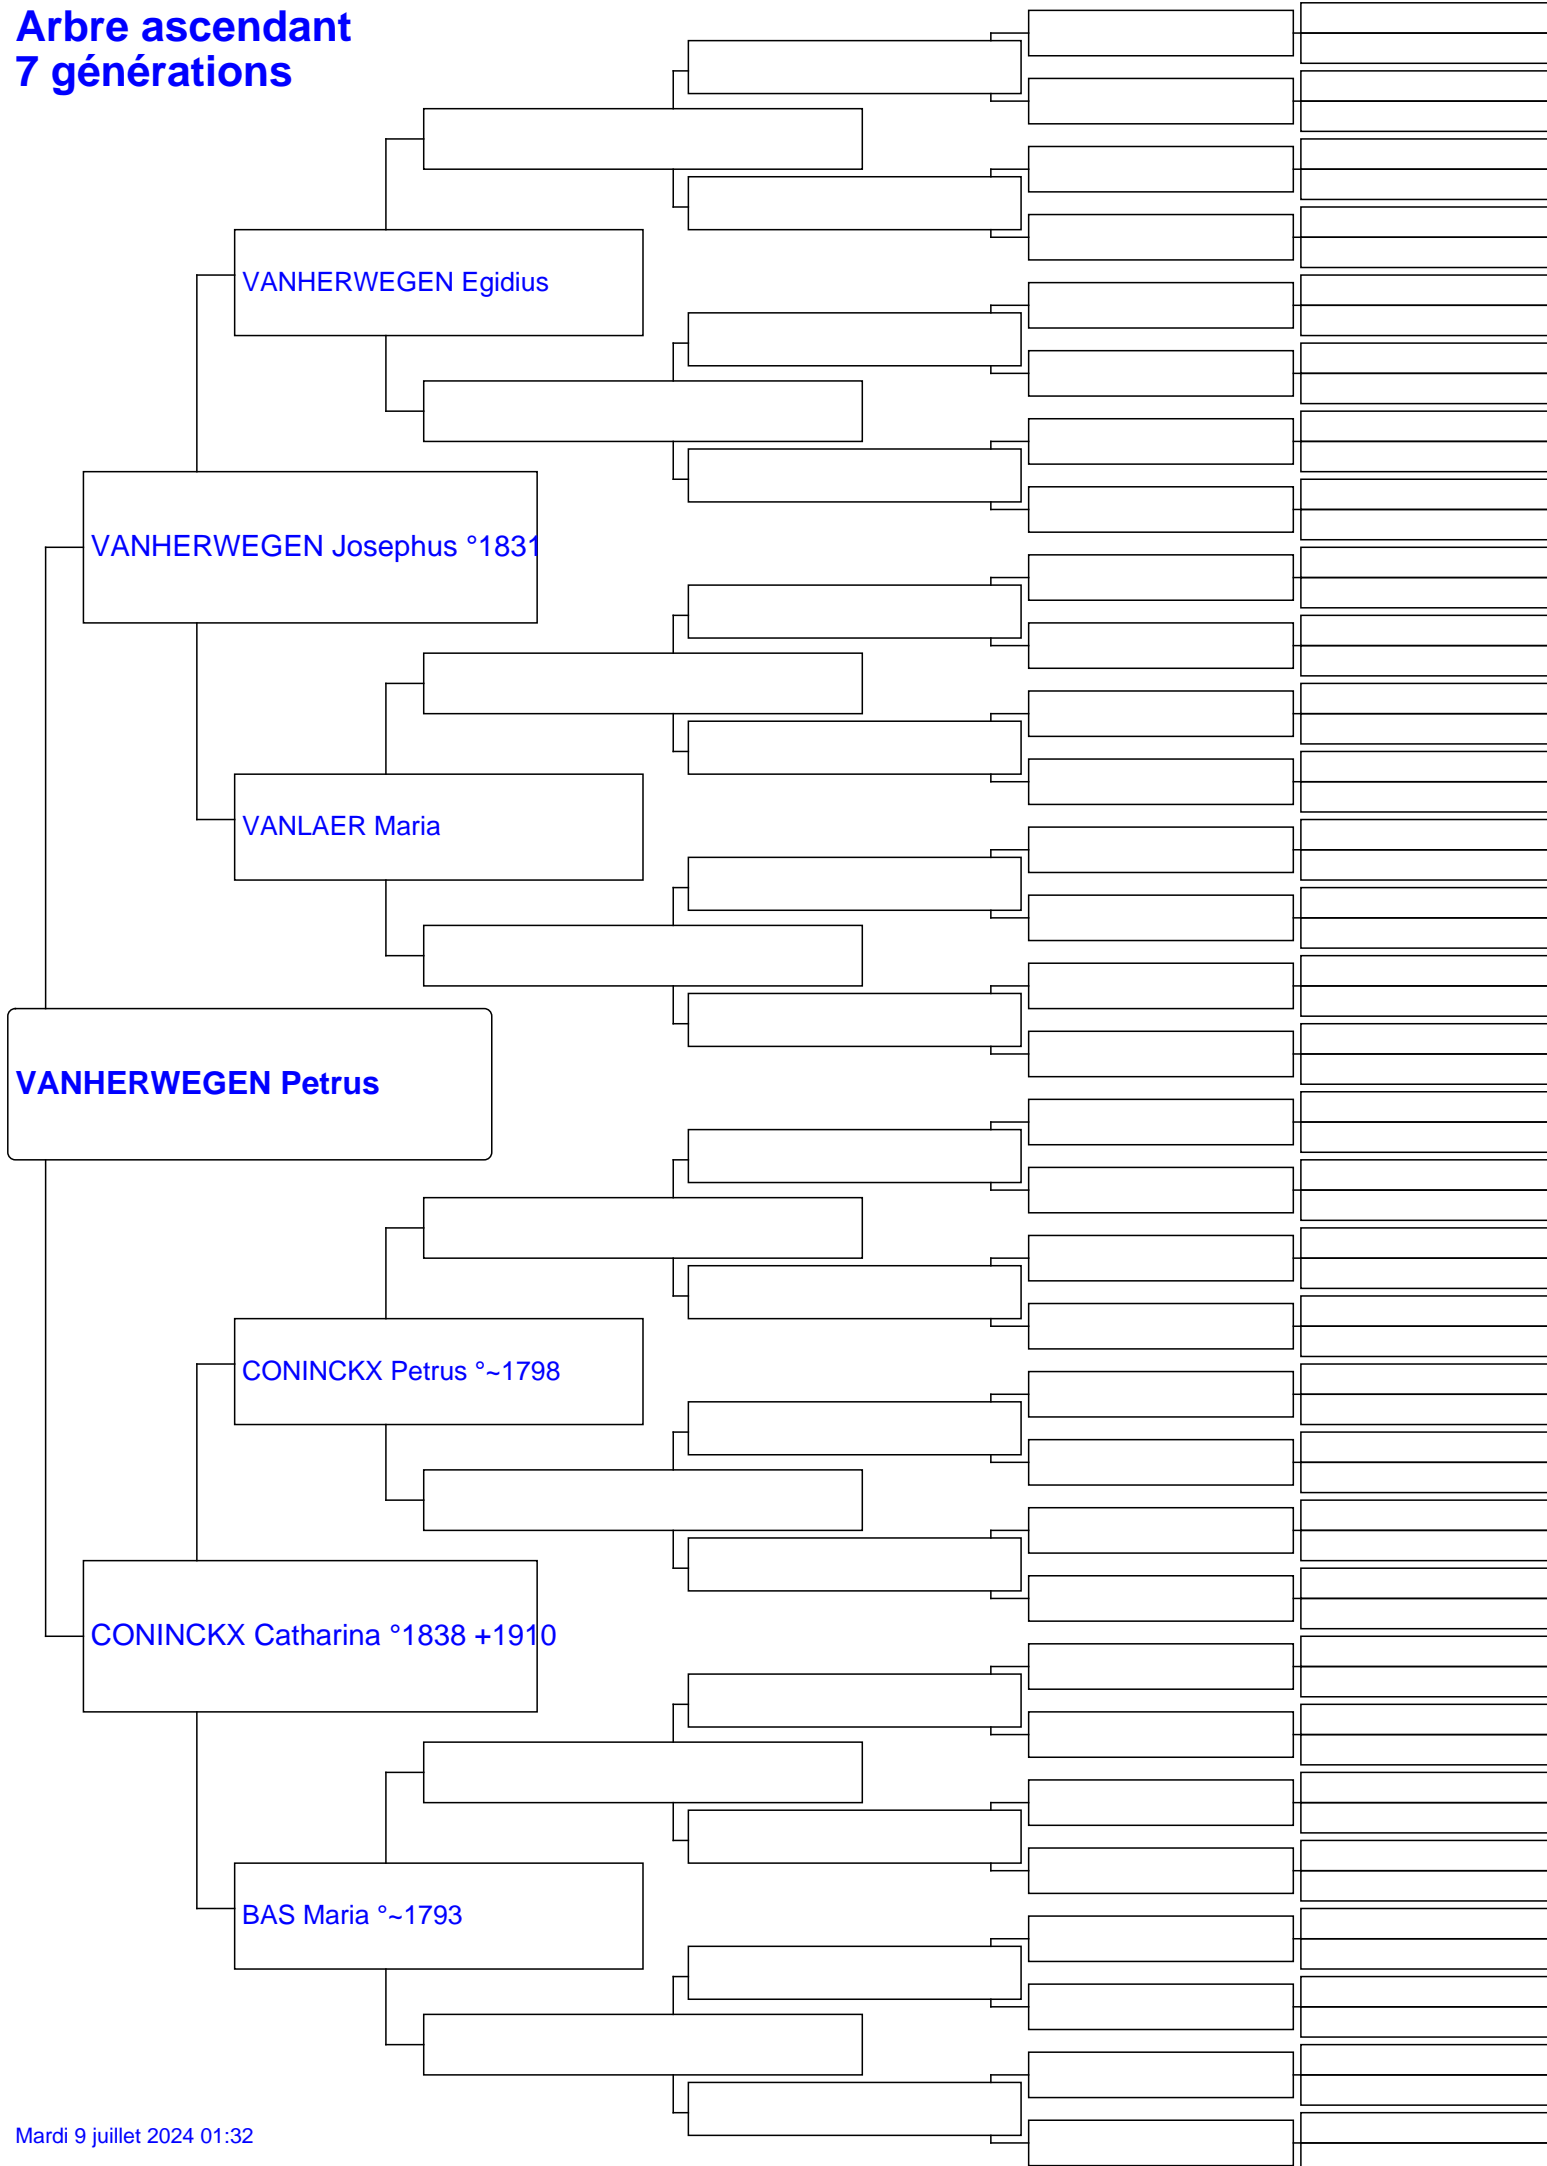 Arbre ascendant
7 générations
VANHERWEGEN Egidius
VANHERWEGEN Josephus °1831
VANLAER Maria
VANHERWEGEN Petrus
CONINCKX Petrus °~1798
CONINCKX Catharina °1838 +1910
BAS Maria °~1793
Mardi 9 juillet 2024 01:32